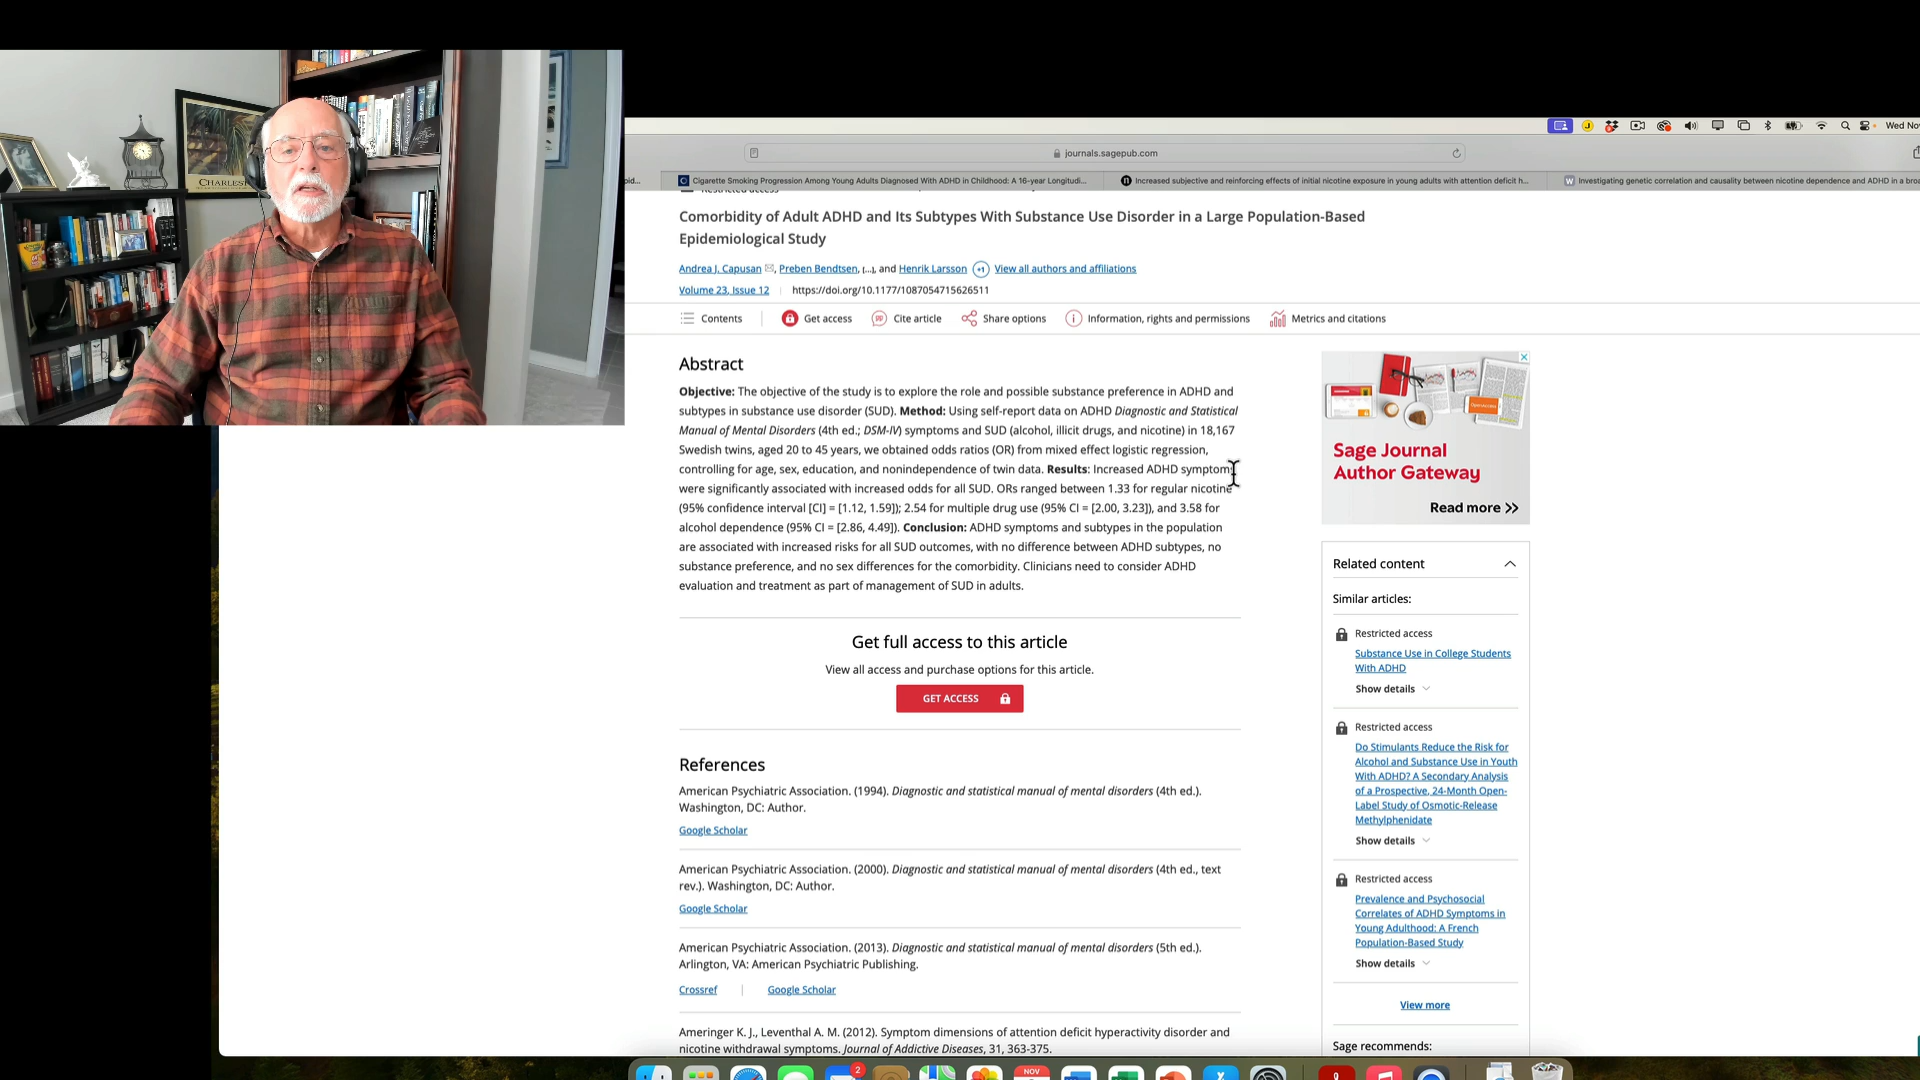 CHARLES
Wed Nov
journals.sagepub.com
Cigarette Smoking Progression Among Young Adults Diagnosed With ADHD in Childhood: A 16-year Longitudi...
Increased subjective and reinforcing effects of initial nicotine exposure in young adults with attention deficit h...
Investigating genetic correlation and causality between nicotine dependence and ADHD in a broa
Restricted access
Comorbidity of Adult ADHD and Its Subtypes With Substance Use Disorder in a Large Population-Based
Epidemiological Study
Andrea J. Capusan, Preben Bendtsen, [...], and Henrik Larsson +1 View all authors and affiliations
Volume 23, Issue 12 https://doi.org/10.1177/1087054715626511
Contents Get access Cite article Share options Information, rights and permissions Metrics and citations
Abstract
Objective: The objective of the study is to explore the role and possible substance preference in ADHD and
subtypes in substance use disorder (SUD). Method: Using self-report data on ADHD Diagnostic and Statistical
Manual of Mental Disorders (4th ed.; DSM-IV) symptoms and SUD (alcohol, illicit drugs, and nicotine) in 18,167
Swedish twins, aged 20 to 45 years, we obtained odds ratios (OR) from mixed effect logistic regression,
controlling for age, sex, education, and nonindependence of twin data. Results: Increased ADHD symptoms
were significantly associated with increased odds for all SUD. ORs ranged between 1.33 for regular nicotine
(95% confidence interval [CI] = [1.12, 1.59]); 2.54 for multiple drug use (95% CI = [2.00, 3.23]), and 3.58 for
alcohol dependence (95% CI = [2.86, 4.49]). Conclusion: ADHD symptoms and subtypes in the population
are associated with increased risks for all SUD outcomes, with no difference between ADHD subtypes, no
substance preference, and no sex differences for the comorbidity. Clinicians need to consider ADHD
evaluation and treatment as part of management of SUD in adults.
Get full access to this article
View all access and purchase options for this article.
GET ACCESS
References
American Psychiatric Association. (1994). Diagnostic and statistical manual of mental disorders (4th ed.).
Washington, DC: Author.
Google Scholar
American Psychiatric Association. (2000). Diagnostic and statistical manual of mental disorders (4th ed., text
rev.). Washington, DC: Author.
Google Scholar
American Psychiatric Association. (2013). Diagnostic and statistical manual of mental disorders (5th ed.).
Arlington, VA: American Psychiatric Publishing.
Crossref Google Scholar
Ameringer K. J., Leventhal A. M. (2012). Symptom dimensions of attention deficit hyperactivity disorder and
nicotine withdrawal symptoms. Journal of Addictive Diseases, 31, 363-375.
Sage Journal
Author Gateway
Read more
Related content
Similar articles:
Restricted access
Substance Use in College Students
With ADHD
Show details
Restricted access
Do Stimulants Reduce the Risk for
Alcohol and Substance Use in Youth
With ADHD? A Secondary Analysis
of a Prospective, 24-Month Open-
Label Study of Osmotic-Release
Methylphenidate
Show details
Restricted access
Prevalence and Psychosocial
Correlates of ADHD Symptoms in
Young Adulthood: A French
Population-Based Study
Show details
View more
Sage recommends:
2
NOV